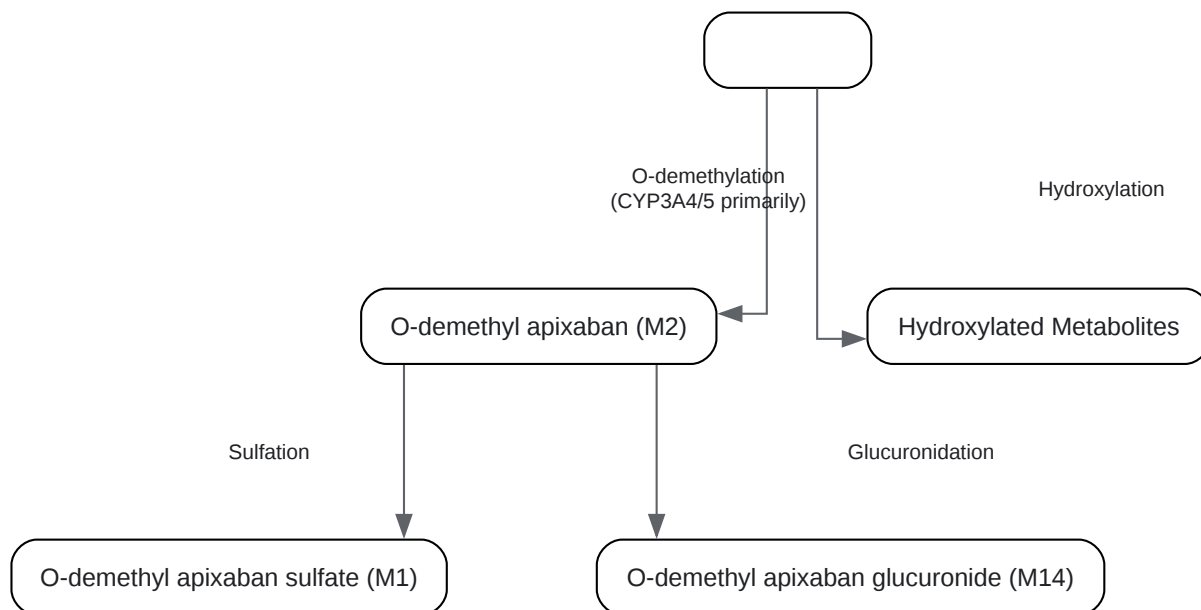 O-demethylation
(CYP3A4/5 primarily)
Hydroxylation
O-demethyl apixaban (M2)
Hydroxylated Metabolites
Sulfation
Glucuronidation
O-demethyl apixaban sulfate (M1)
O-demethyl apixaban glucuronide (M14)